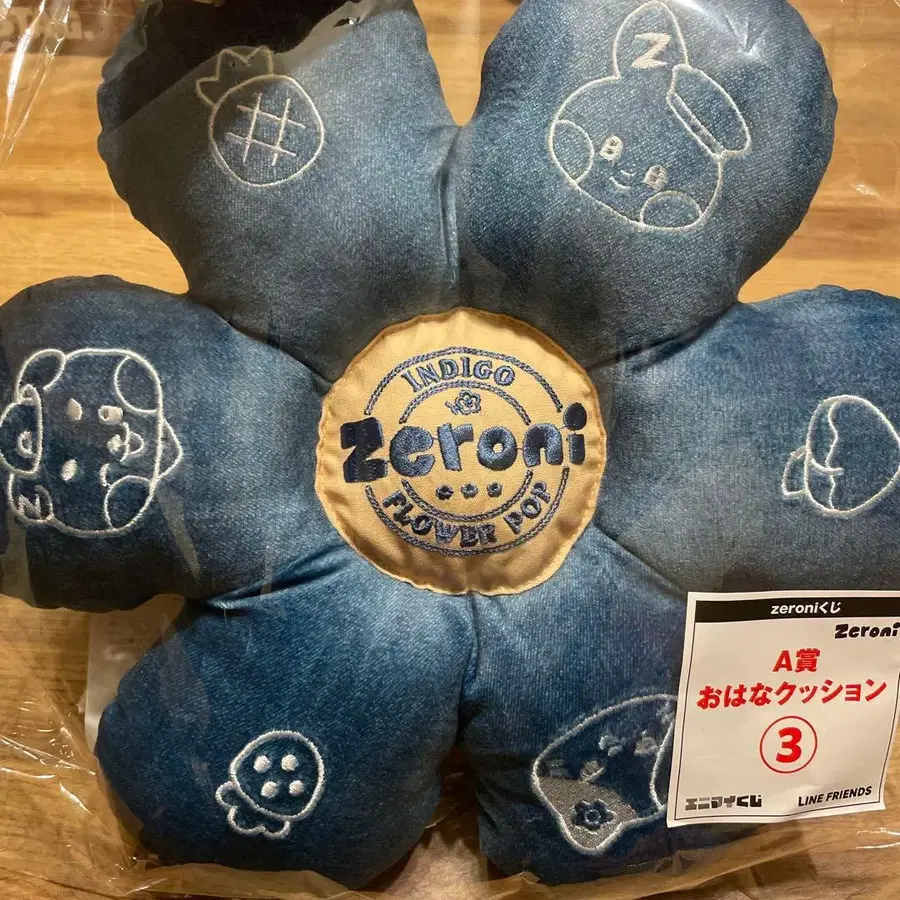 Z
INDIGO
Zeroni
FLOWER POP
Z
zeroniくじ
Zeroni
A賞
おはなクッション
3
エニマイくじ
LINE FRIENDS